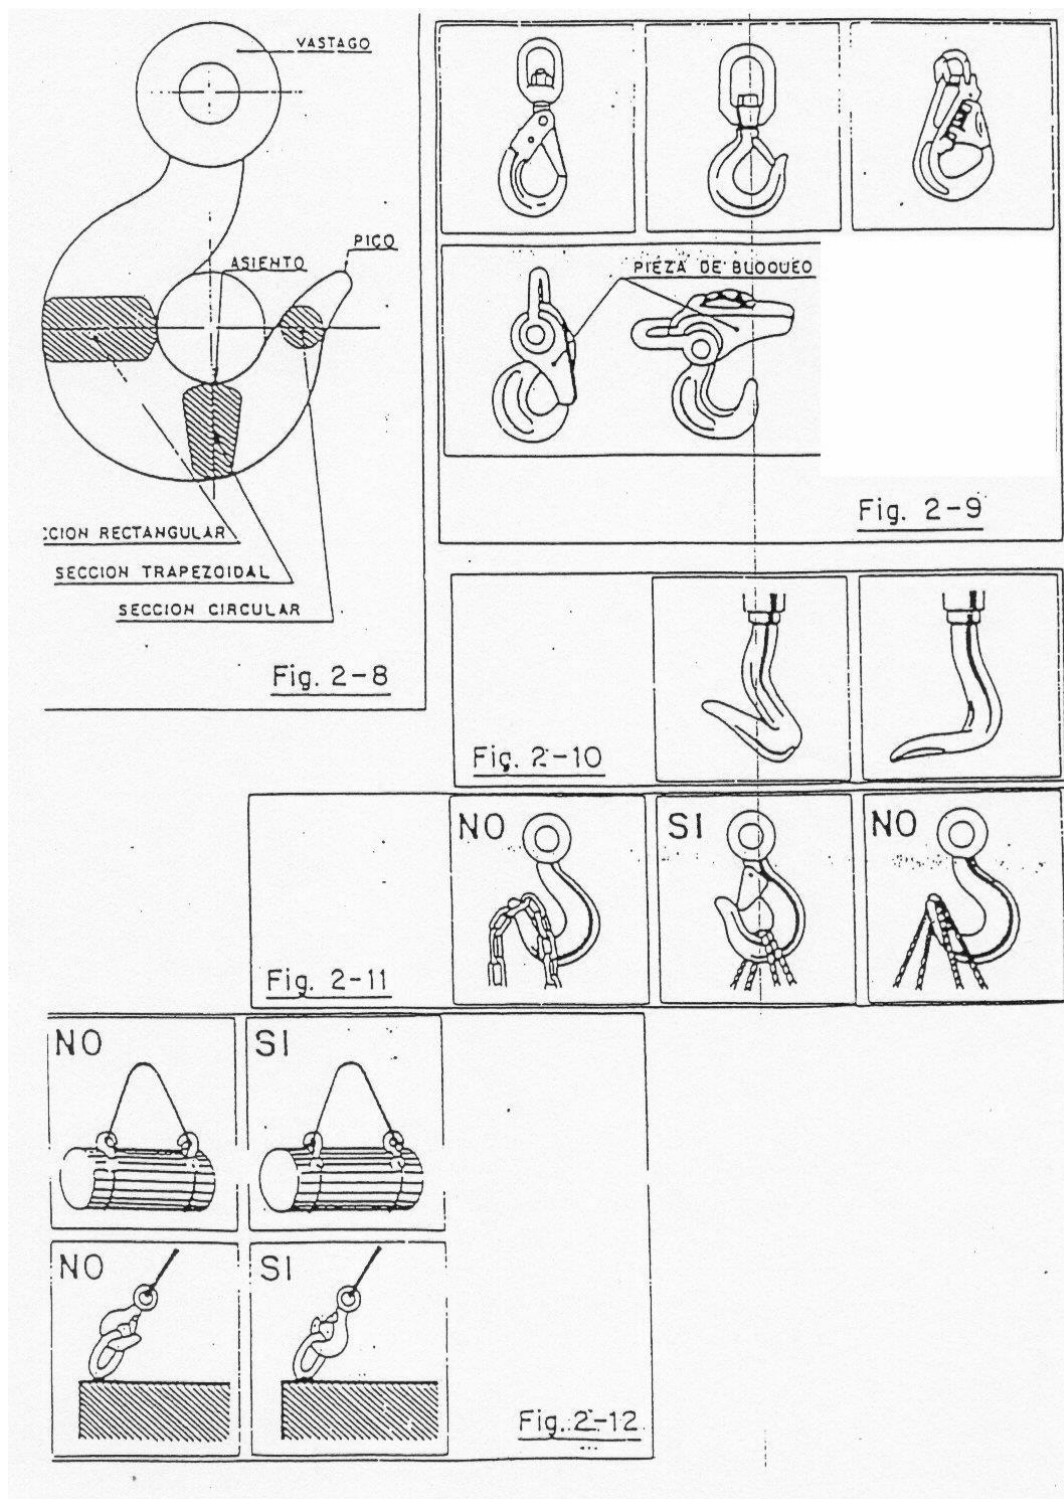 VASTAGO
PICO
ASIENTO
CCION RECTANGULAR
SECCION TRAPEZOIDAL
SECCION CIRCULAR
Fig. 2-8
PIEZA DE BLOQUEO
Fig. 2-9
Fig. 2-10
NO
SI
NO
Fig. 2-11
NO
SI
NO
SI
Fig. 2-12